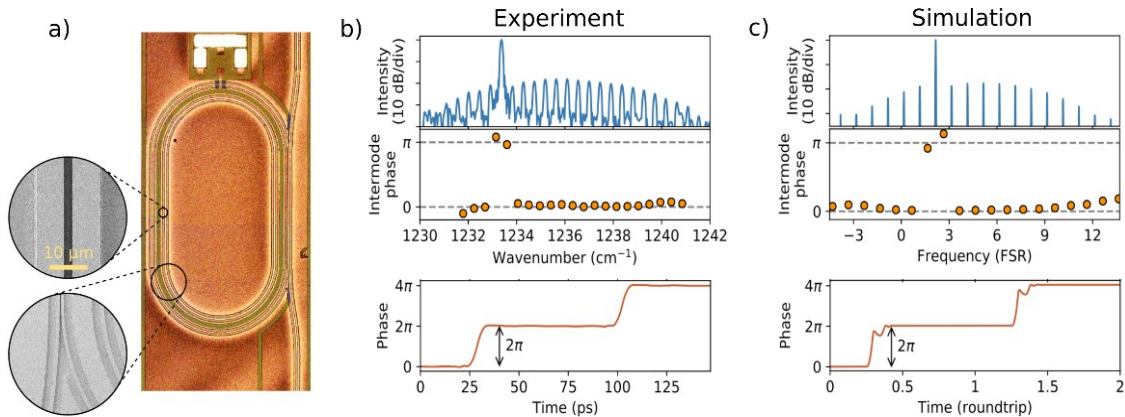 a)
10 μm
b)
Experiment
Intensity
(10 dB/div)
Intermode
phase
π
0
1230 1232 1234 1236 1238 1240 1242
Wavenumber (cm⁻¹)
Phase
4π
2π
0
2π
0 25 50 75 100 125
Time (ps)
c)
Simulation
Intensity
(10 dB/div)
Intermode
phase
π
0
−3 0 3 6 9 12
Frequency (FSR)
Phase
4π
2π
0
2π
0 0.5 1 1.5 2
Time (roundtrip)